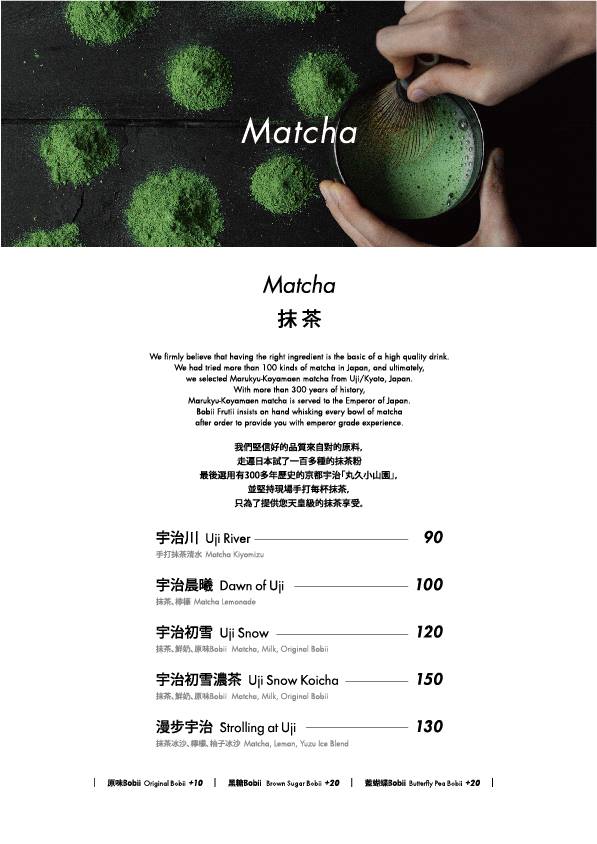 Matcha
Matcha
抹茶
We firmly believe that having the right ingredient is the basic of a high quality drink.
We had tried more than 100 kinds of matcha in Japan, and ultimately,
we selected Marukyu-Koyamaen matcha from Uji/Kyoto, Japan.
With more than 300 years of history,
Marukyu-Koyamaen matcha is served to the Emperor of Japan.
Bobii Frutii insists on hand whisking every bowl of matcha
after order to provide you with emperor grade experience.
我們堅信好的品質來自對的原料,
走遍日本試了一百多種的抹茶粉
最後選用有300多年歷史的京都宇治「丸久小山園」,
並堅持現場手打每杯抹茶,
只為了提供您天皇級的抹茶享受。
宇治川 Uji River 90
手打抹茶清水 Matcha Kiyomizu
宇治晨曦 Dawn of Uji 100
抹茶、檸檬 Matcha Lemonade
宇治初雪 Uji Snow 120
抹茶、鮮奶、原味Bobii Matcha, Milk, Original Bobii
宇治初雪濃茶 Uji Snow Koicha 150
抹茶、鮮奶、原味Bobii Matcha, Milk, Original Bobii
漫步宇治 Strolling at Uji 130
抹茶冰沙、檸檬、柚子冰沙 Matcha, Lemon, Yuzu Ice Blend
原味Bobii Original Bobii +10 | 黑糖Bobii Brown Sugar Bobii +20 | 藍蝴蝶Bobii Butterfly Pea Bobii +20